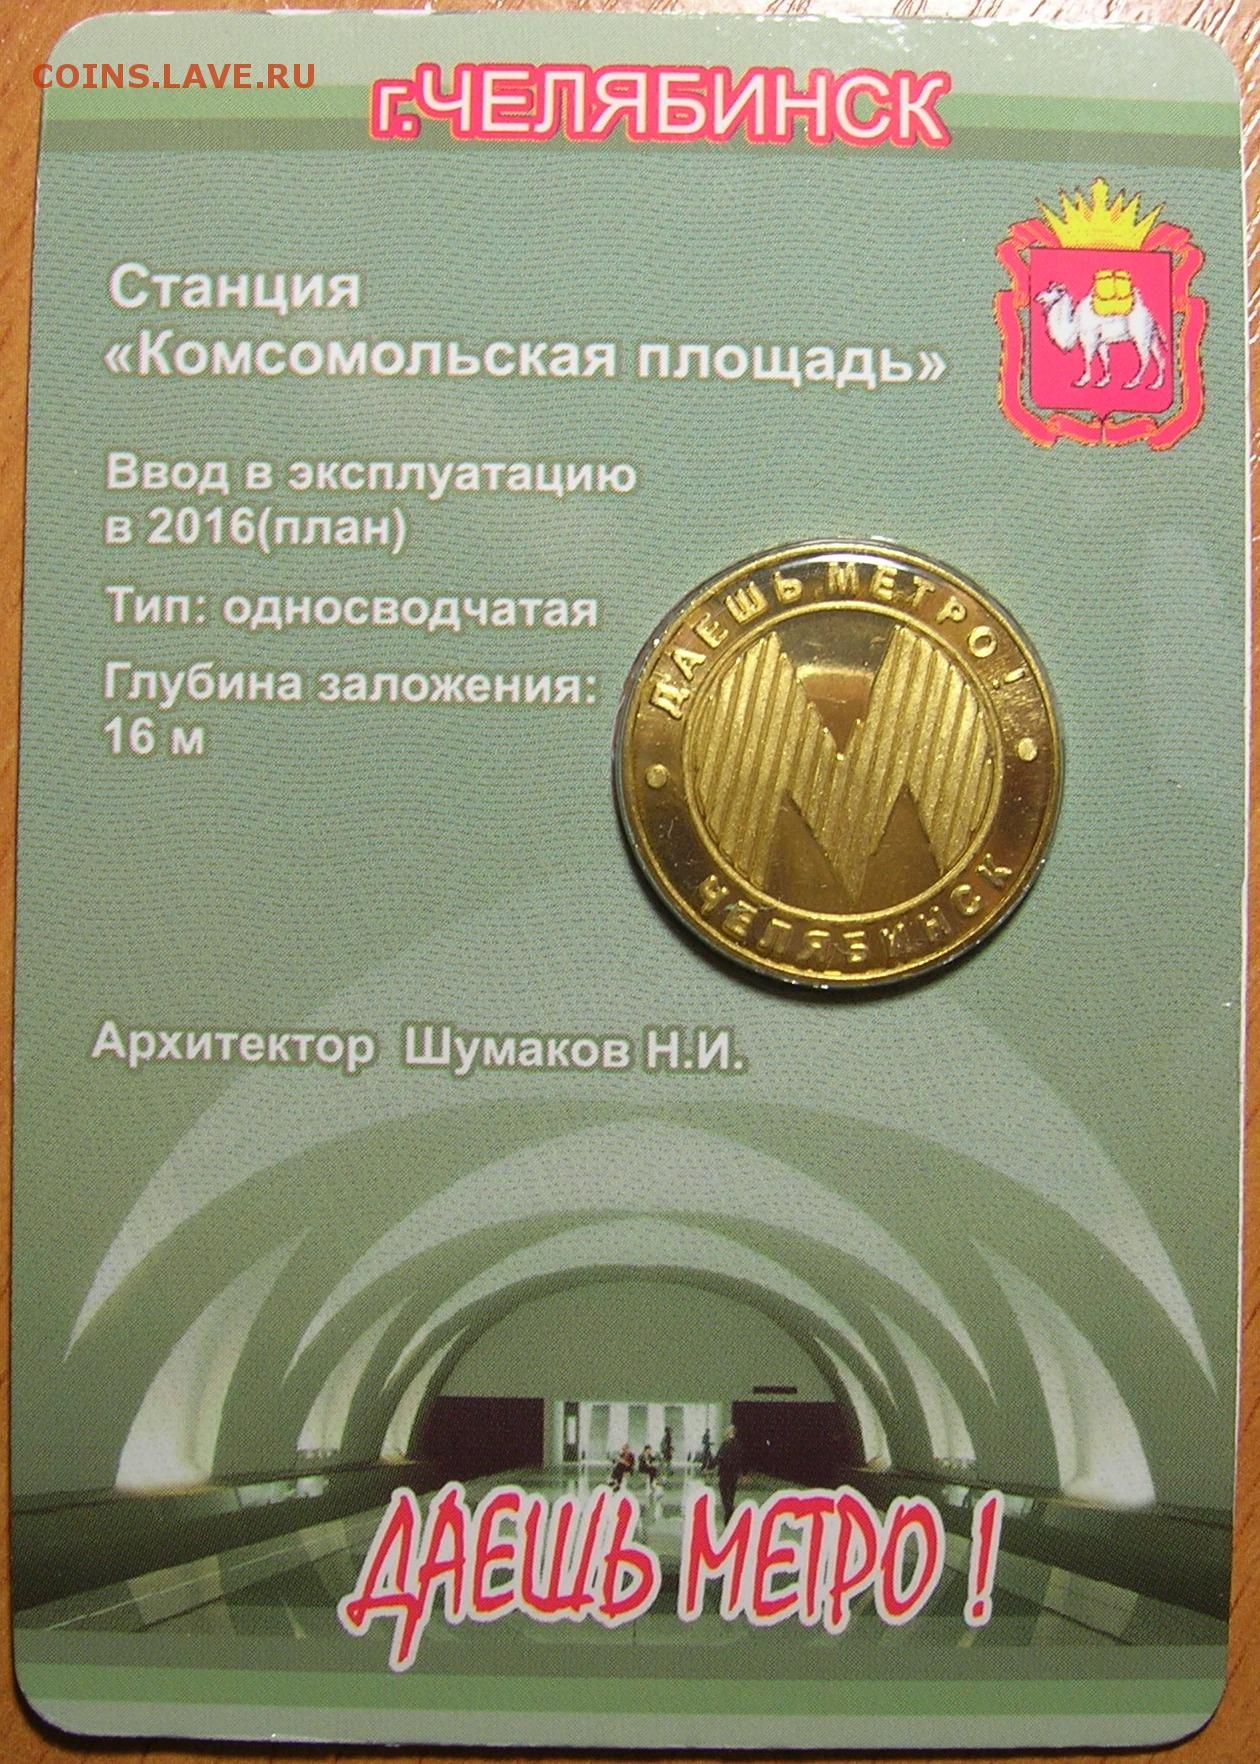 COINS.LAVE.RU
г.ЧЕЛЯБИНСК
Станция
«Комсомольская площадь»
Ввод в эксплуатацию
в 2016(план)
Тип: односводчатая
Глубина заложения:
16 м
ДАЕШЬ МЕТРО!
М
ЧЕЛЯБИНСК
Архитектор Шумаков Н.И.
ДАЕШЬ МЕТРО!